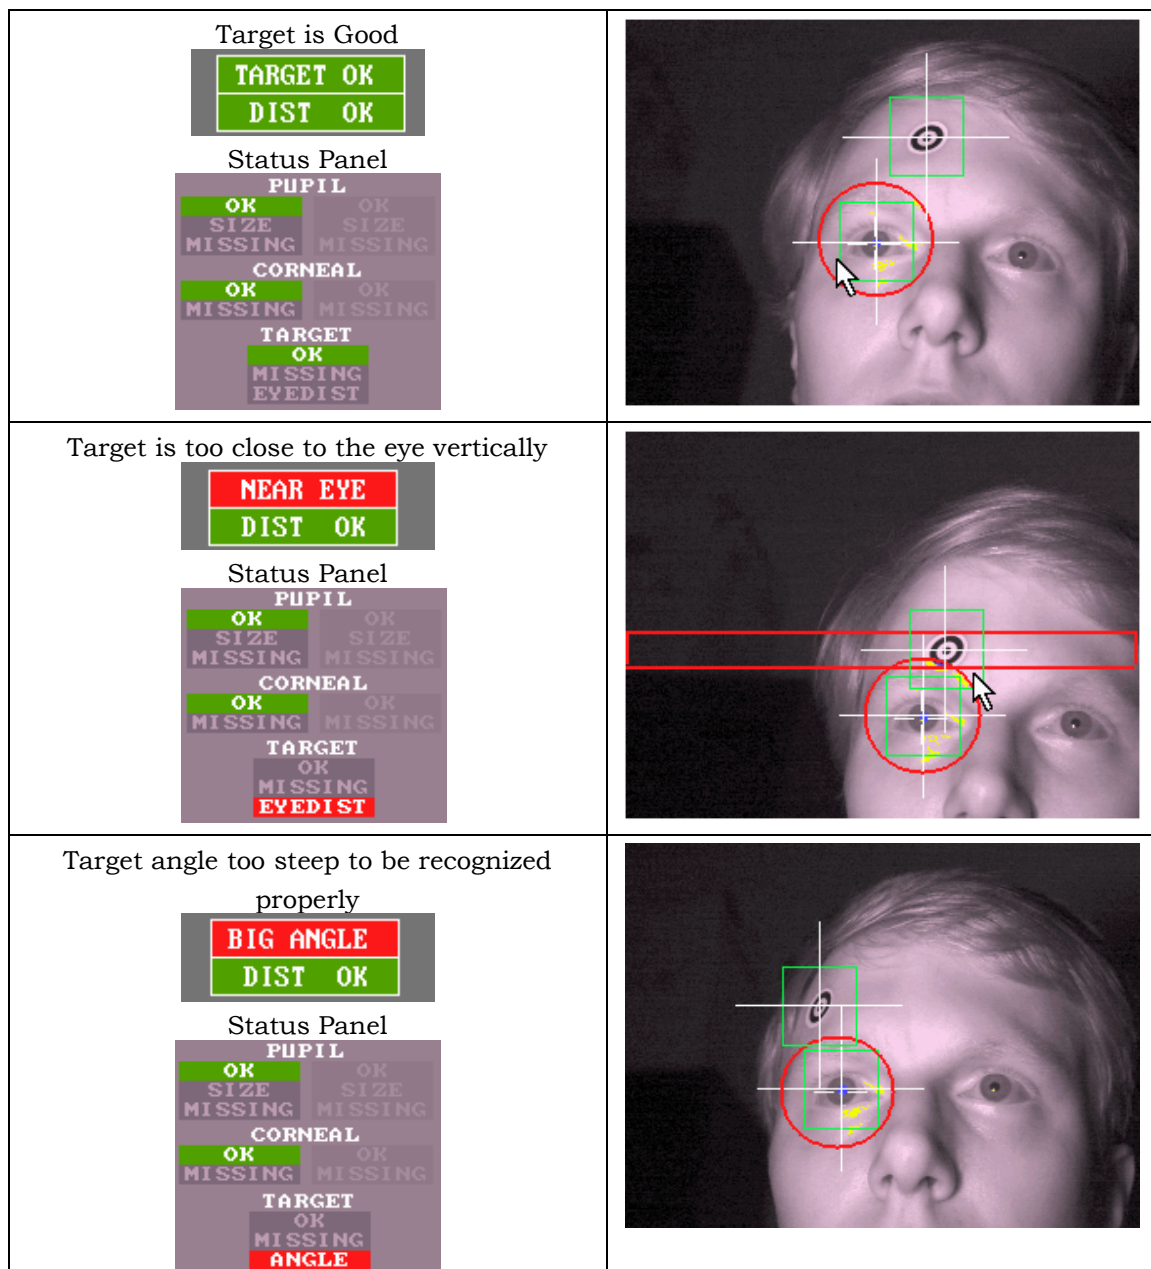 Target is Good
TARGET OK
DIST OK
Status Panel
PUPIL
OK OK
SIZE SIZE
MISSING MISSING
CORNEAL
OK OK
MISSING MISSING
TARGET
OK
MISSING
EYEDIST
Target is too close to the eye vertically
NEAR EYE
DIST OK
Status Panel
PUPIL
OK OK
SIZE SIZE
MISSING MISSING
CORNEAL
OK OK
MISSING MISSING
TARGET
OK
MISSING
EYEDIST
Target angle too steep to be recognized
properly
BIG ANGLE
DIST OK
Status Panel
PUPIL
OK OK
SIZE SIZE
MISSING MISSING
CORNEAL
OK OK
MISSING MISSING
TARGET
OK
MISSING
ANGLE